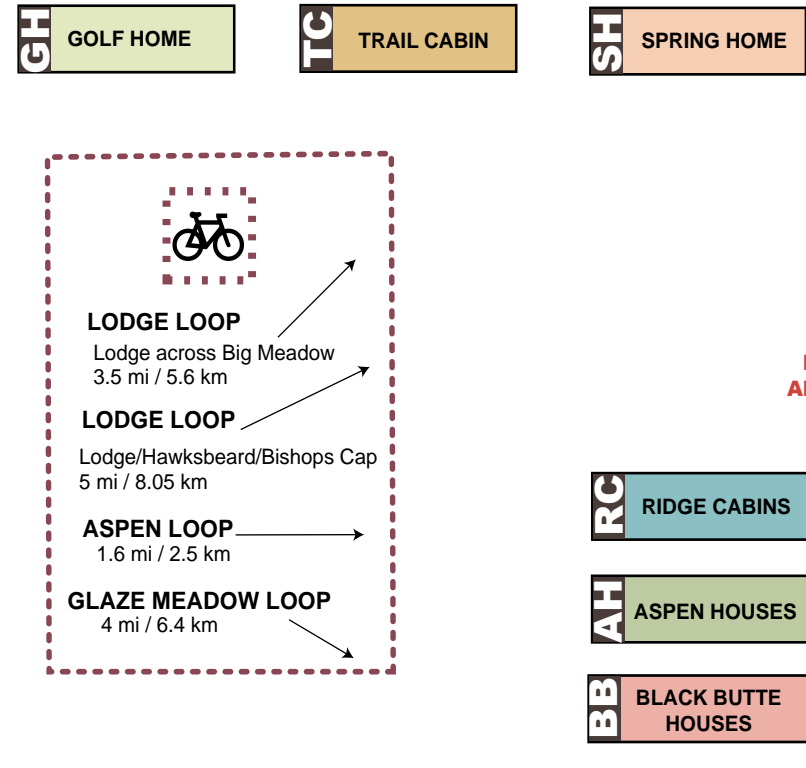 GH
GOLF HOME
TC
TRAIL CABIN
SH
SPRING HOME
LODGE LOOP
Lodge across Big Meadow
3.5 mi / 5.6 km
LODGE LOOP
Lodge/Hawksbeard/Bishops Cap
5 mi / 8.05 km
ASPEN LOOP
1.6 mi / 2.5 km
GLAZE MEADOW LOOP
4 mi / 6.4 km
RC
RIDGE CABINS
AH
ASPEN HOUSES
BB
BLACK BUTTE
HOUSES